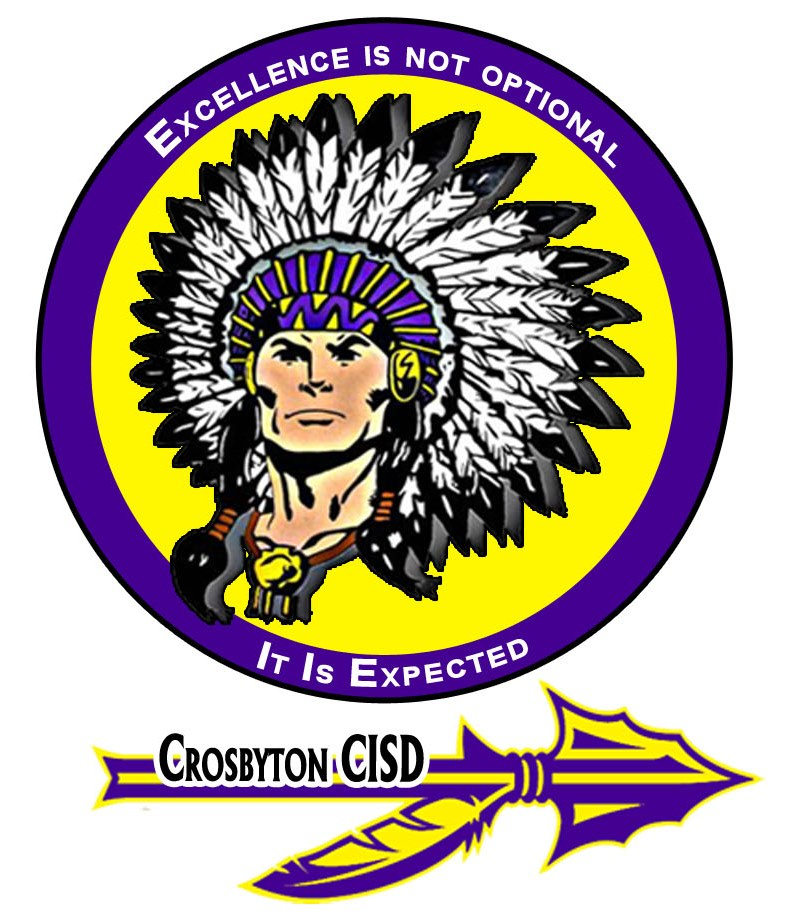 Excellence is not optional
It Is Expected
Crosbyton CISD